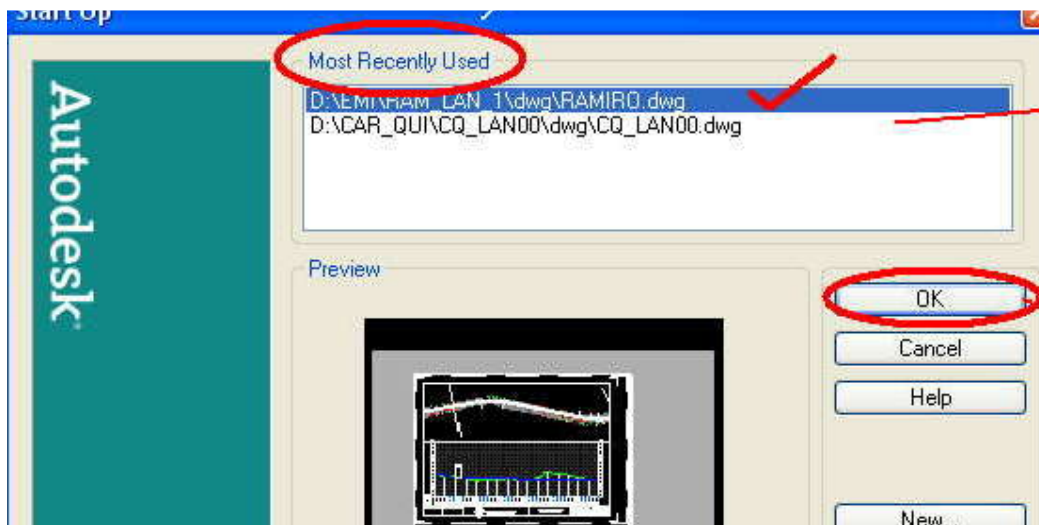 Start Up
Autodesk
Most Recently Used
D:\EMI\RAM_LAN_1\dwg\RAMIRO.dwg
D:\CAR_QUI\CQ_LAN00\dwg\CQ_LAN00.dwg
Preview
OK
Cancel
Help
New